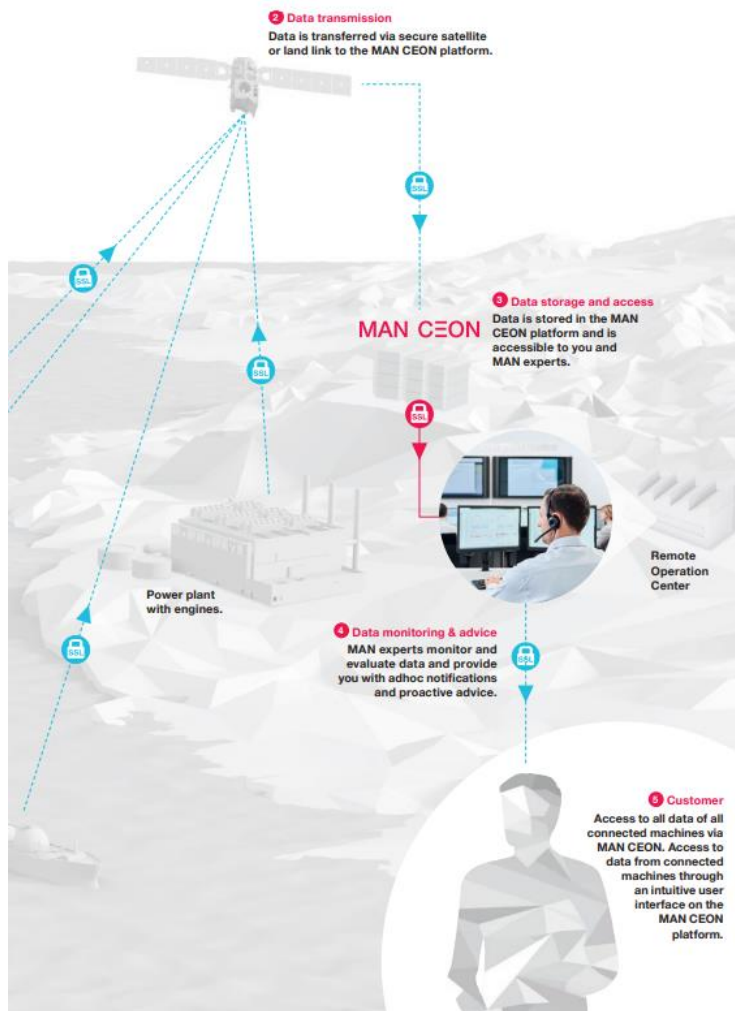 2 Data transmission
Data is transferred via secure satellite
or land link to the MAN CEON platform.
SSL
SSL
3 Data storage and access
Data is stored in the MAN
CEON platform and is
accessible to you and
MAN experts.
MAN CEON
SSL
SSL
Remote
Operation
Center
Power plant
with engines.
4 Data monitoring & advice
MAN experts monitor and
evaluate data and provide
you with adhoc notifications
and proactive advice.
SSL
SSL
5 Customer
Access to all data of all
connected machines via
MAN CEON. Access to
data from connected
machines through
an intuitive user
interface on the
MAN CEON
platform.